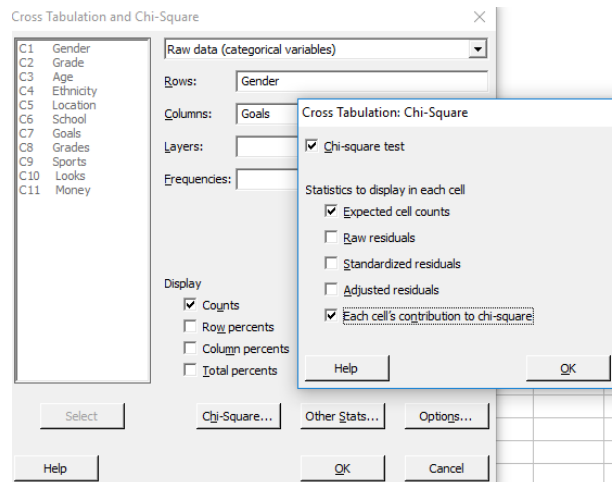 Cross Tabulation and Chi-Square
C1 Gender
C2 Grade
C3 Age
C4 Ethnicity
C5 Location
C6 School
C7 Goals
C8 Grades
C9 Sports
C10 Looks
C11 Money
Raw data (categorical variables)
Rows: Gender
Columns: Goals
Layers:
Frequencies:
Display
Counts
Row percents
Column percents
Total percents
Select
Chi-Square...
Other Stats...
Options...
Help
OK
Cancel
Cross Tabulation: Chi-Square
Chi-square test
Statistics to display in each cell
Expected cell counts
Raw residuals
Standardized residuals
Adjusted residuals
Each cell's contribution to chi-square
Help
OK